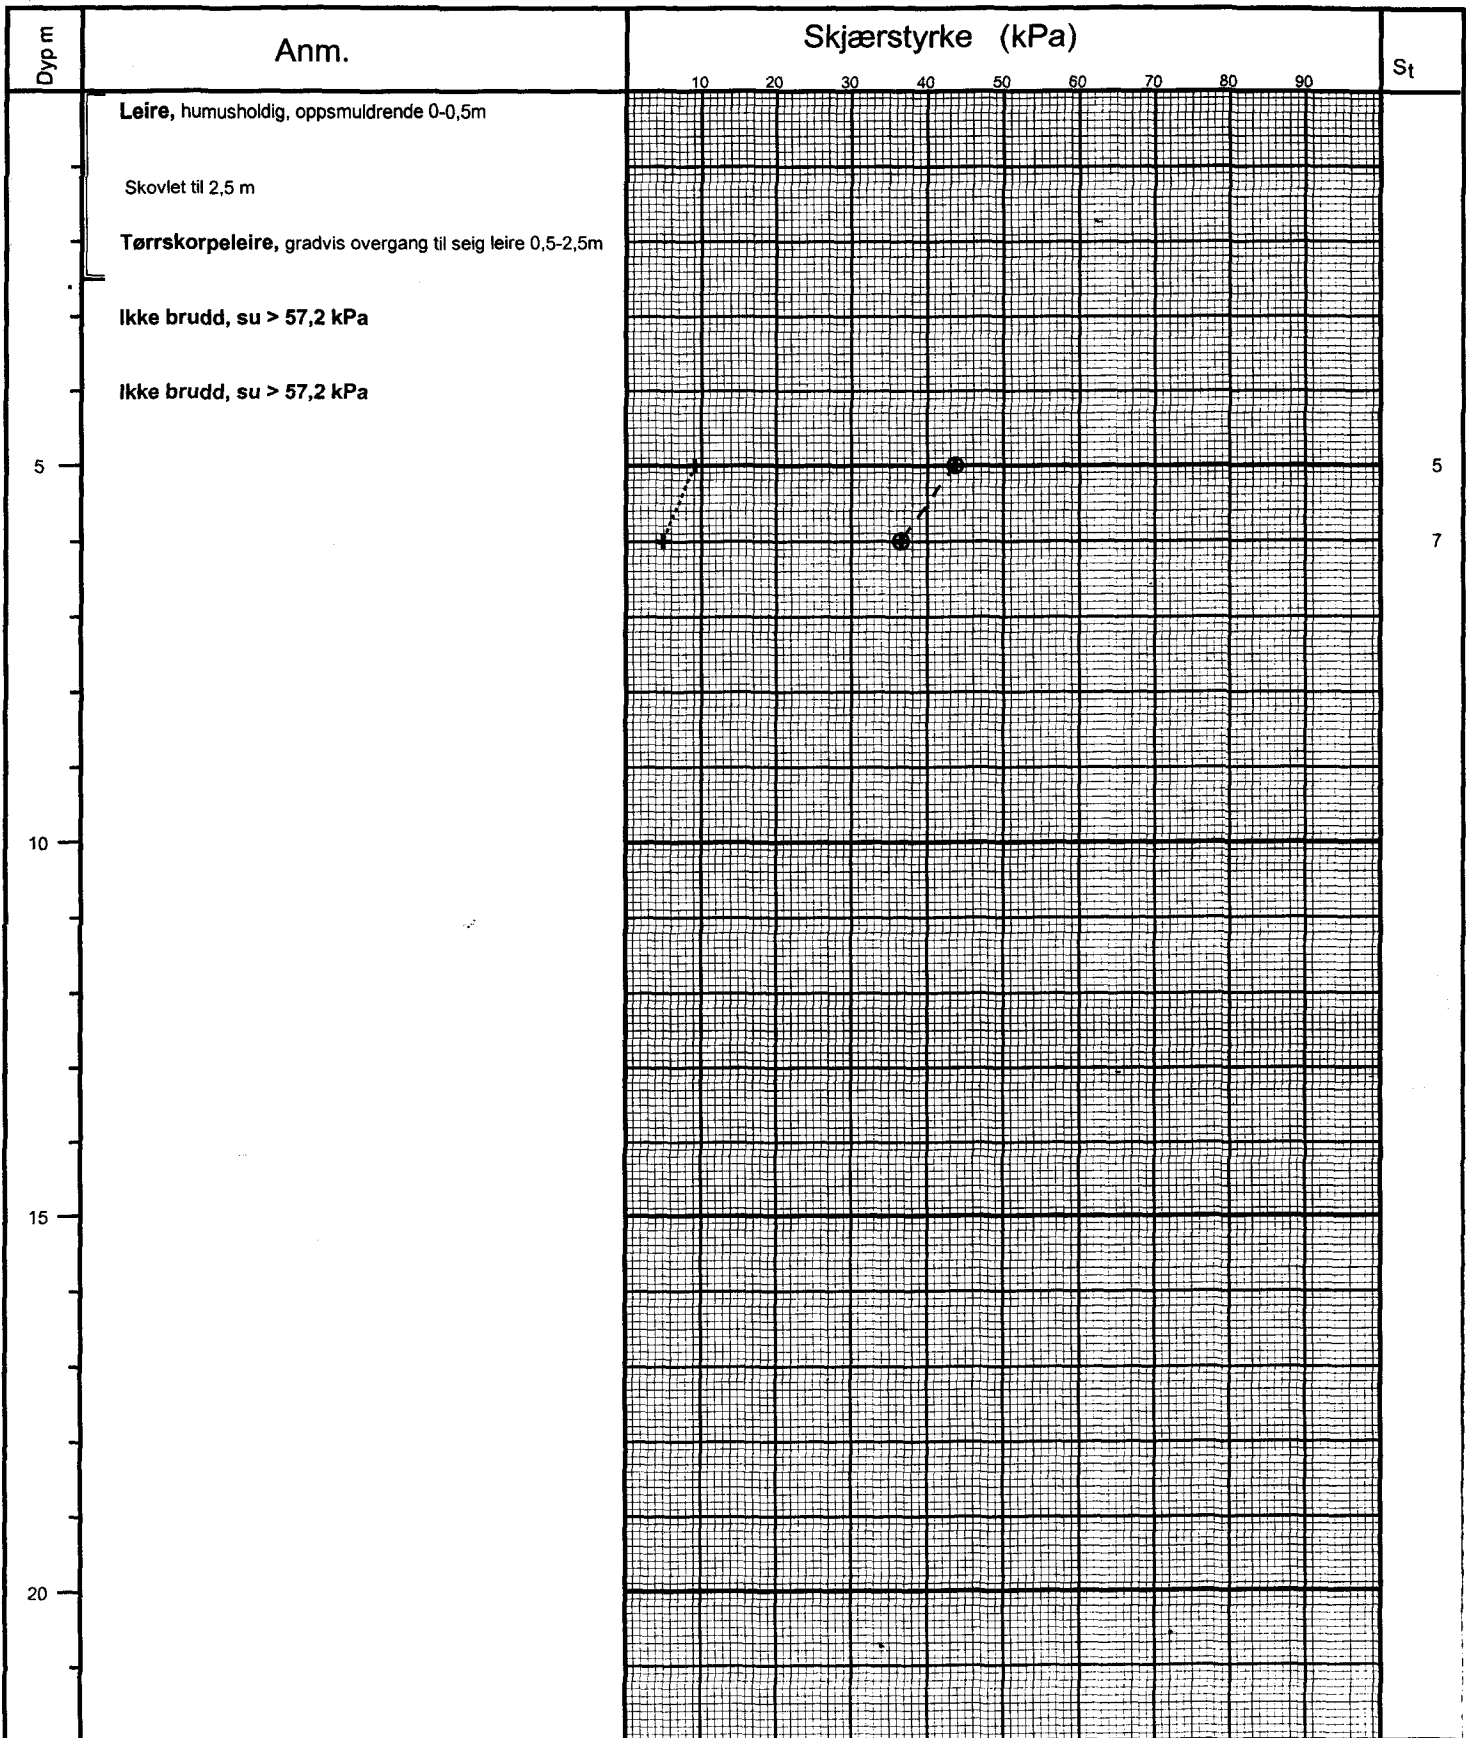 Dyp m
Anm.
Skjærstyrke (kPa)
St
10 20 30 40 50 60 70 80 90
Leire, humusholdig, oppsmuldrende 0-0,5m
Skovlet til 2,5 m
Tørrskorpeleire, gradvis overgang til seig leire 0,5-2,5m
Ikke brudd, su > 57,2 kPa
Ikke brudd, su > 57,2 kPa
5 5
7
10
15
20